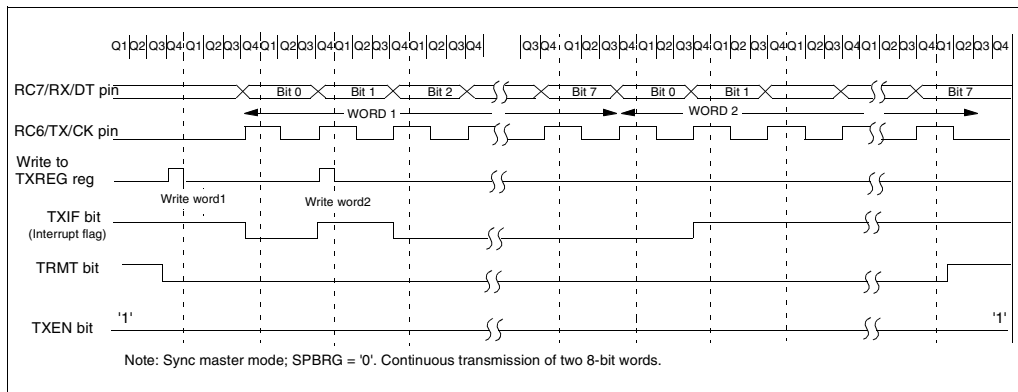 Q1 Q2 Q3 Q4 Q1 Q2 Q3 Q4 Q1 Q2 Q3 Q4 Q1 Q2 Q3 Q4 Q1 Q2 Q3 Q4 Q3 Q4 Q1 Q2 Q3 Q4 Q1 Q2 Q3 Q4 Q1 Q2 Q3 Q4 Q1 Q2 Q3 Q4 Q1 Q2 Q3 Q4 Q1 Q2 Q3 Q4
RC7/RX/DT pin Bit 0 Bit 1 Bit 2 Bit 7 Bit 0 Bit 1 Bit 7
WORD 1 WORD 2
RC6/TX/CK pin
Write to
TXREG reg
Write word1 Write word2
TXIF bit
(Interrupt flag)
TRMT bit
'1' '1'
TXEN bit
Note: Sync master mode; SPBRG = '0'. Continuous transmission of two 8-bit words.